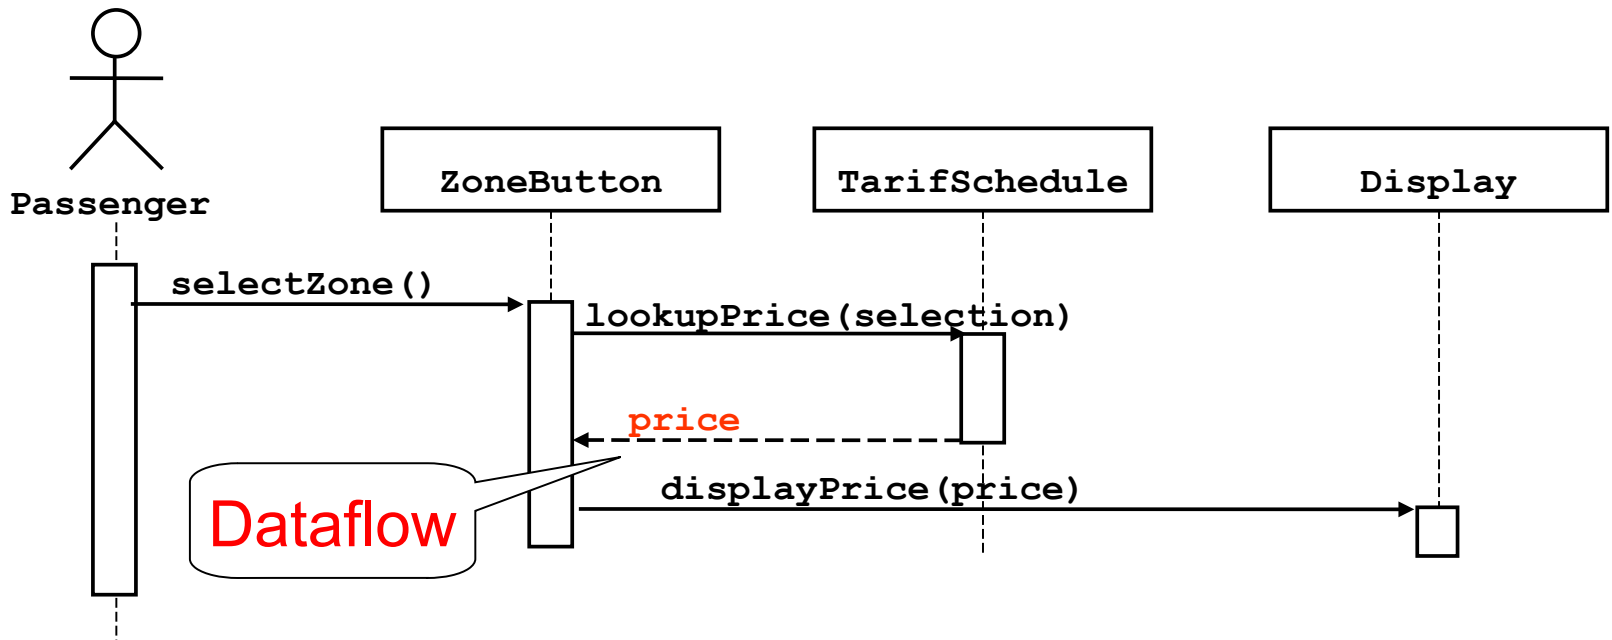 Passenger
ZoneButton
TarifSchedule
Display
selectZone()
lookupPrice(selection)
price
Dataflow
displayPrice(price)